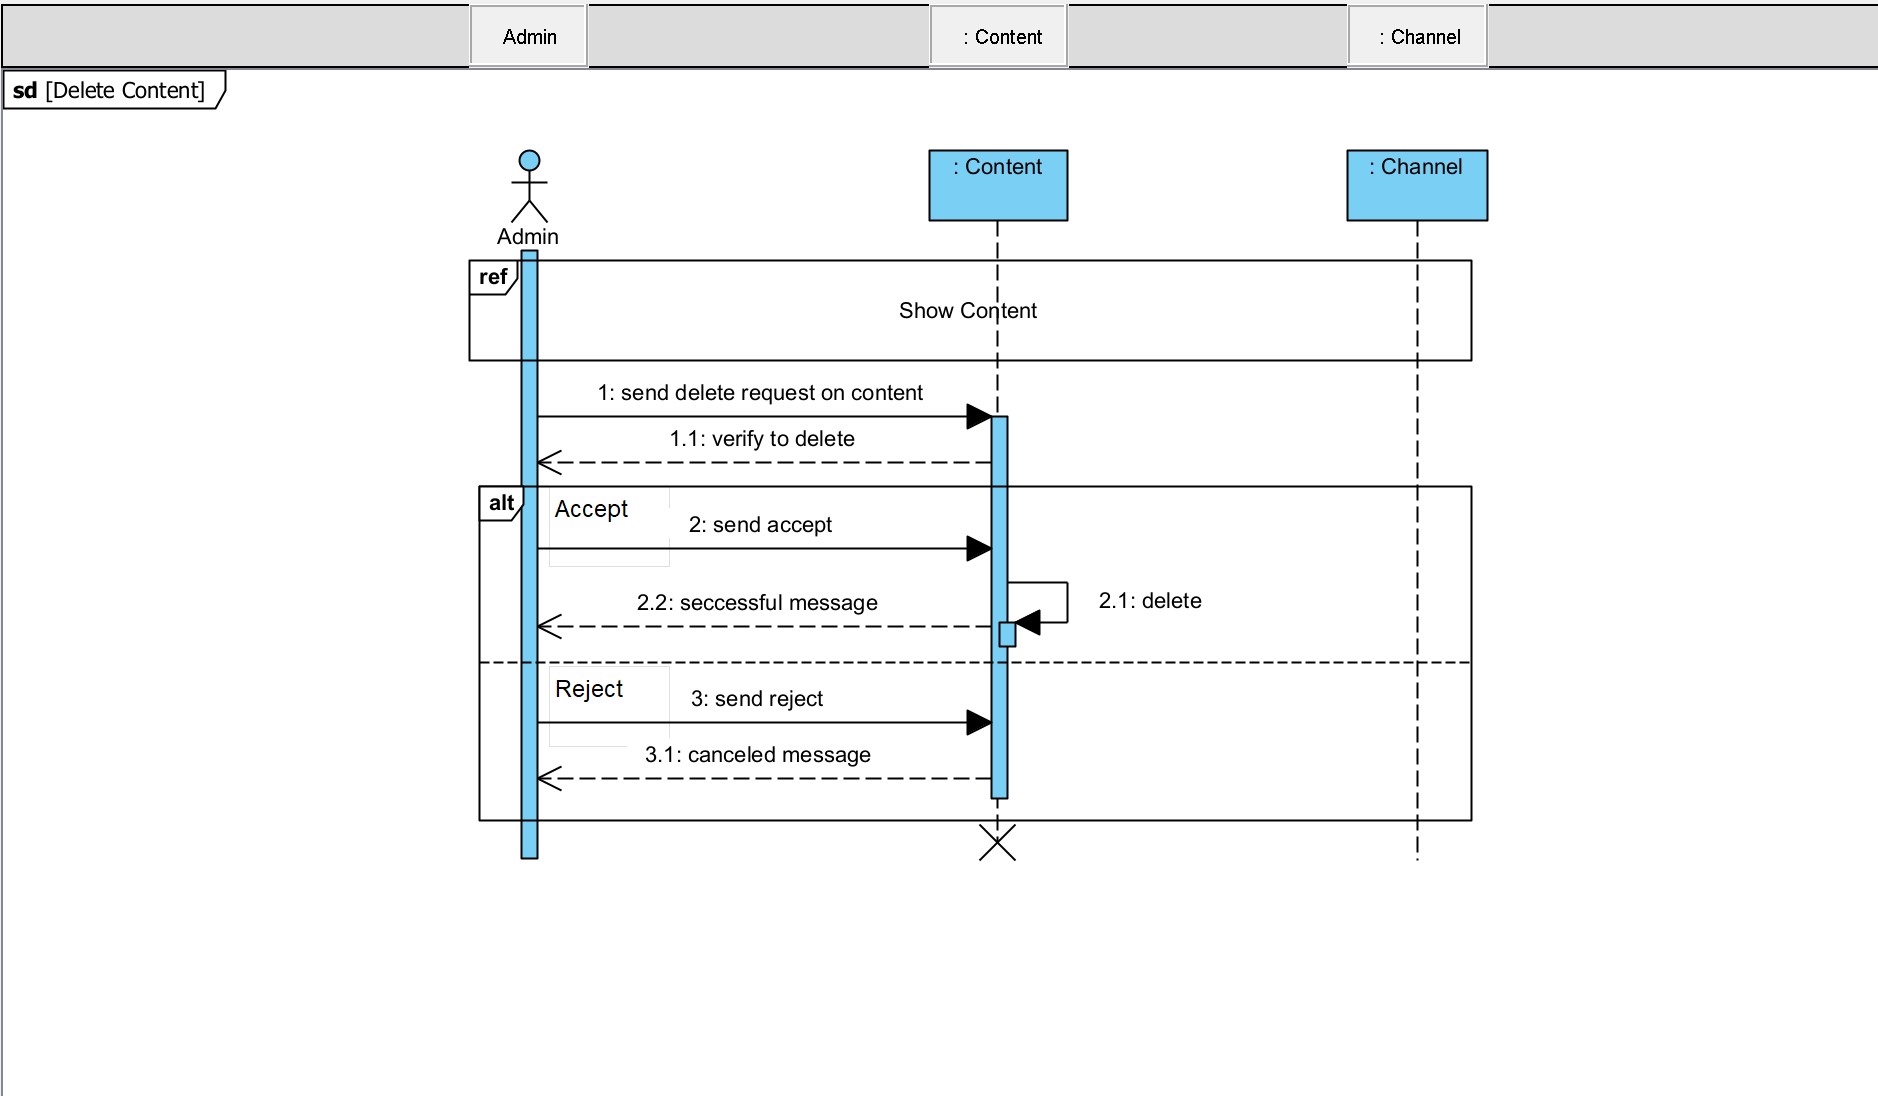 Admin
: Content
: Channel
sd [Delete Content]
: Content
: Channel
Admin
ref
Show Content
1: send delete request on content
1.1: verify to delete
alt
Accept
2: send accept
2.1: delete
2.2: seccessful message
Reject
3: send reject
3.1: canceled message